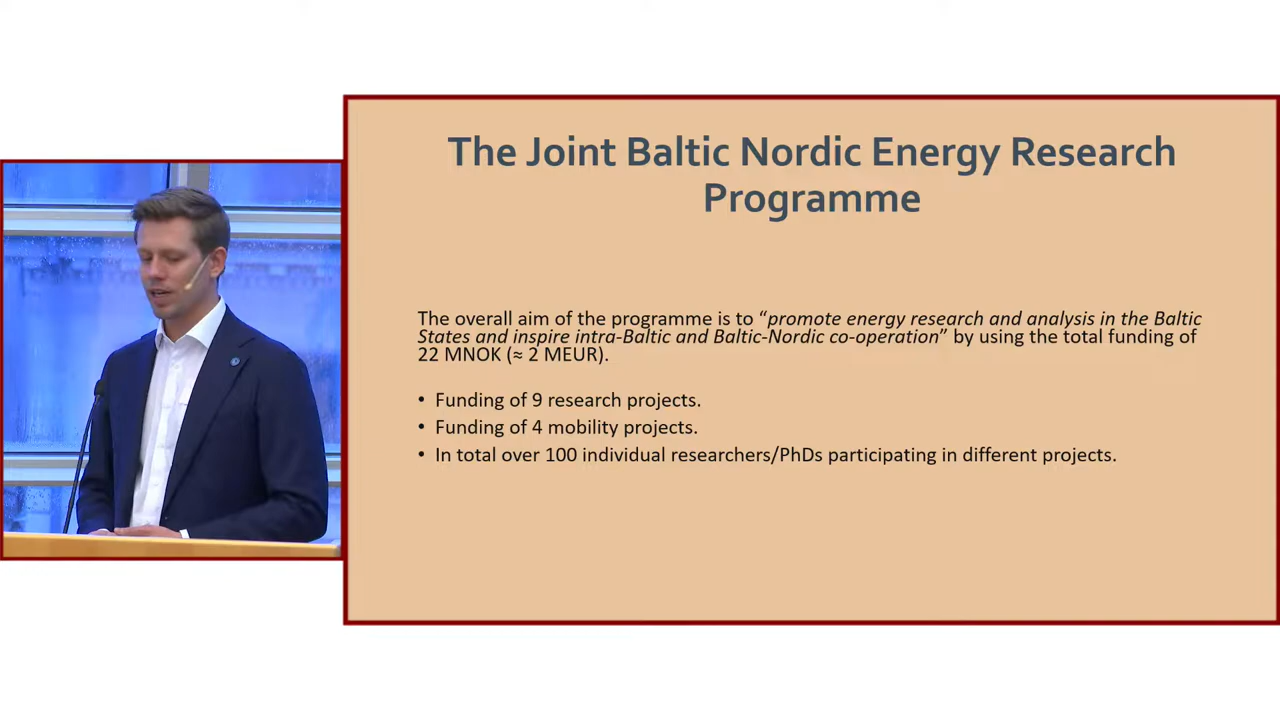 The Joint Baltic Nordic Energy Research
Programme
The overall aim of the programme is to “promote energy research and analysis in the Baltic
States and inspire intra-Baltic and Baltic-Nordic co-operation” by using the total funding of
22 MNOK (≈ 2 MEUR).
• Funding of 9 research projects.
• Funding of 4 mobility projects.
• In total over 100 individual researchers/PhDs participating in different projects.